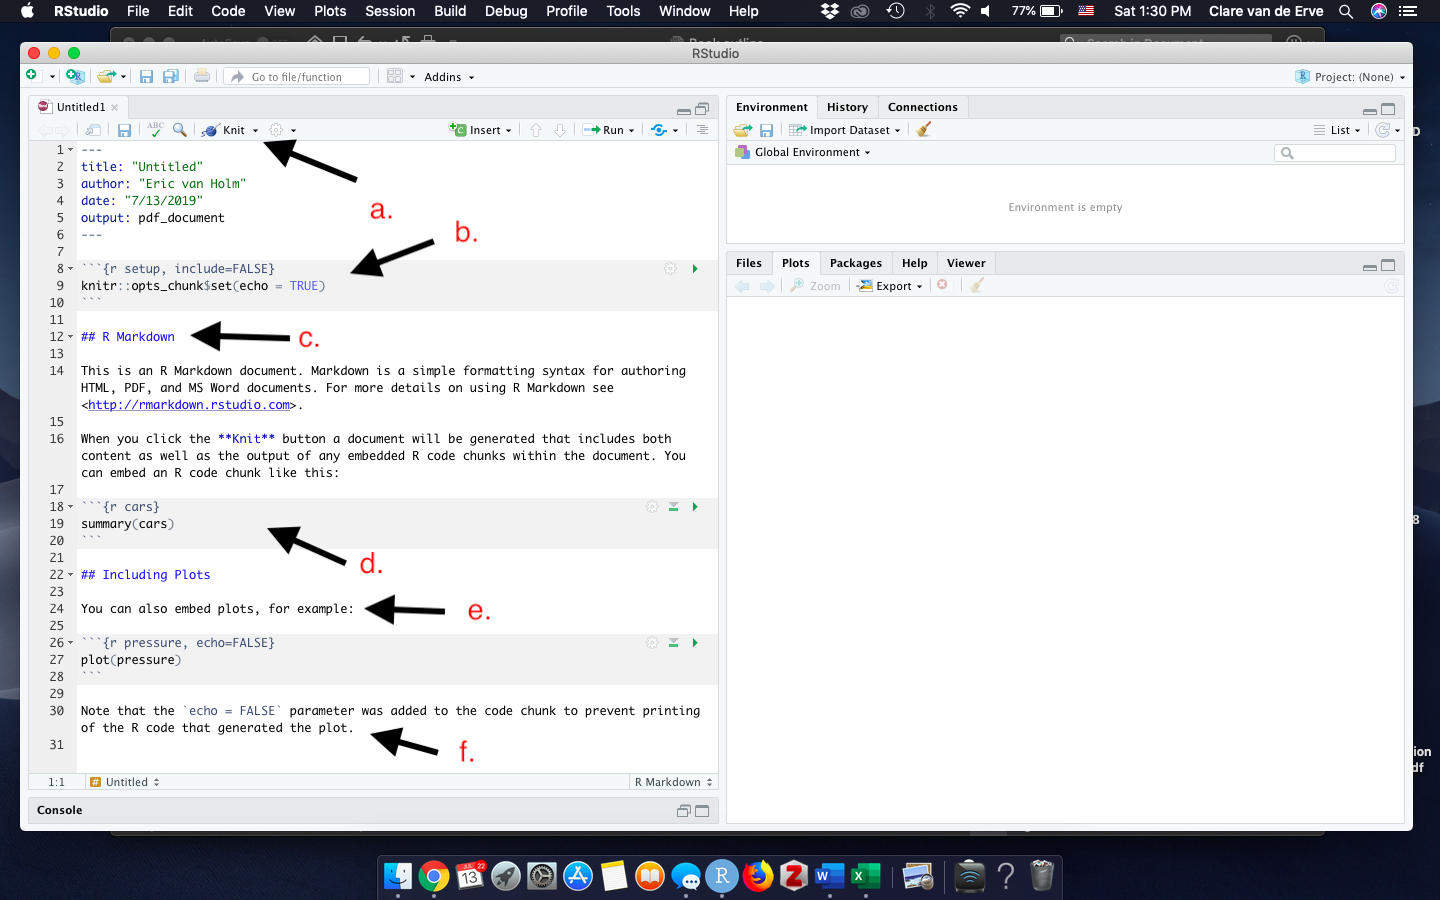 RStudio File Edit Code View Plots Session Build Debug Profile Tools Window Help 77% Sat 1:30 PM Clare van de Erve
RStudio
Go to file/function Addins Project: (None)
Untitled1
ABC Knit Insert Run
1 ---
2 title: "Untitled"
3 author: "Eric van Holm"
4 date: "7/13/2019"
5 output: pdf_document
6 ---
7
8 ```{r setup, include=FALSE}
9 knitr::opts_chunk$set(echo = TRUE)
10 ```
11
12 ## R Markdown
13
14 This is an R Markdown document. Markdown is a simple formatting syntax for authoring
HTML, PDF, and MS Word documents. For more details on using R Markdown see
<http://rmarkdown.rstudio.com>.
15
16 When you click the **Knit** button a document will be generated that includes both
content as well as the output of any embedded R code chunks within the document. You
can embed an R code chunk like this:
17
18 ```{r cars}
19 summary(cars)
20 ```
21
22 ## Including Plots
23
24 You can also embed plots, for example:
25
26 ```{r pressure, echo=FALSE}
27 plot(pressure)
28 ```
29
30 Note that the `echo = FALSE` parameter was added to the code chunk to prevent printing
of the R code that generated the plot.
31
a.
b.
c.
d.
e.
f.
1:1 # Untitled R Markdown
Console
Environment History Connections
Import Dataset List
Global Environment
Environment is empty
Files Plots Packages Help Viewer
Zoom Export
D
8
ion
df
JUL 13 22
R
Z
W
X